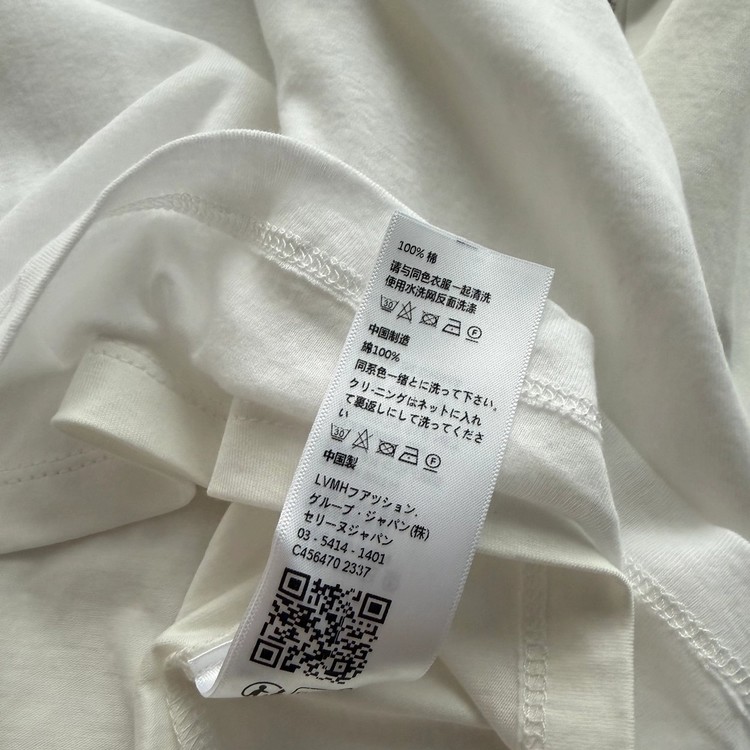 100% 棉
请与同色衣服一起清洗
使用水洗网反面洗涤
30
F
中国制造
綿100%
同系色一緒とに洗って下さい。
クリ-ニングはネットに入れ
て裏返しにして洗ってくださ
い
30
F
中国製
LVMHファツション.
グループ・ジャパン(株)
セリーヌジャパン
03 - 5414 - 1401
C456470 2337